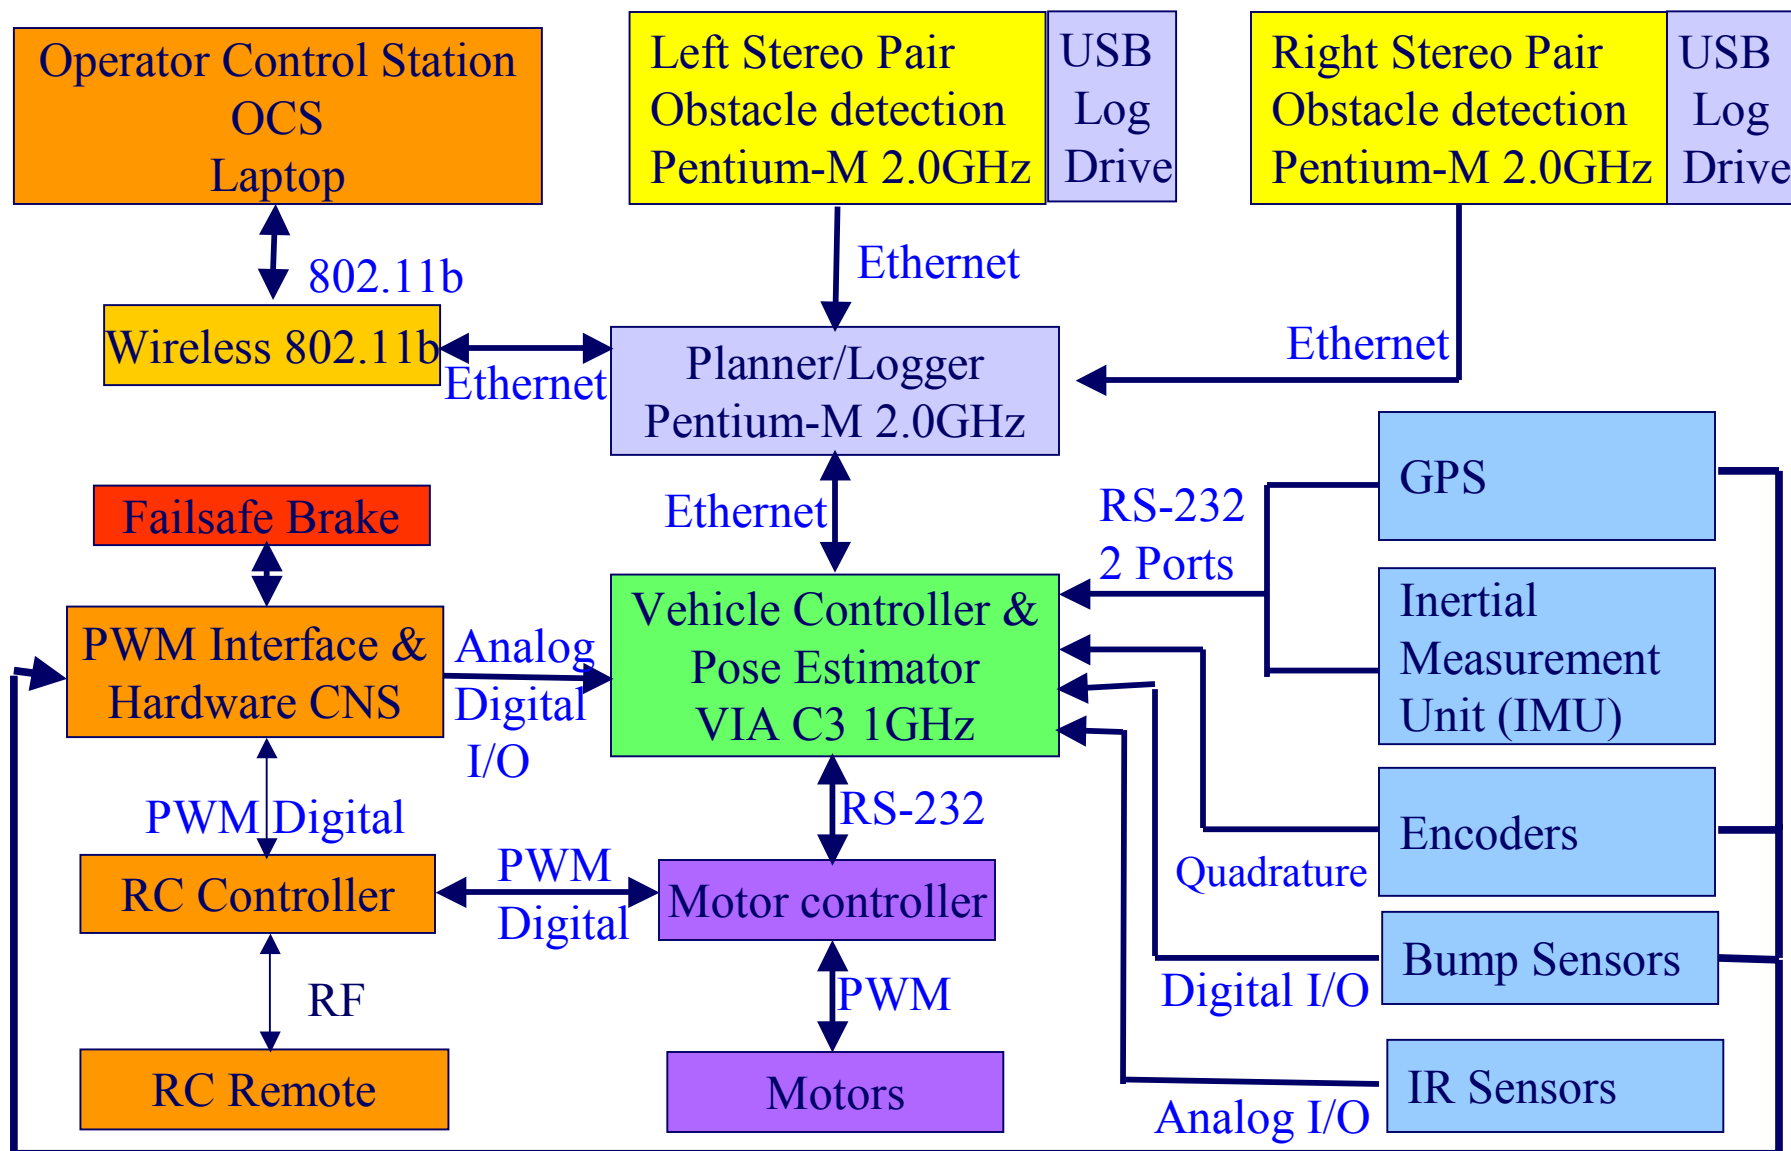 Operator Control Station
OCS
Laptop
Left Stereo Pair
Obstacle detection
Pentium-M 2.0GHz
USB
Log
Drive
Right Stereo Pair
Obstacle detection
Pentium-M 2.0GHz
USB
Log
Drive
802.11b
Ethernet
Ethernet
Wireless 802.11b
Ethernet
Planner/Logger
Pentium-M 2.0GHz
Ethernet
RS-232
2 Ports
GPS
Failsafe Brake
PWM Interface &
Hardware CNS
Analog
Digital
I/O
Vehicle Controller &
Pose Estimator
VIA C3 1GHz
Inertial
Measurement
Unit (IMU)
PWM Digital
RS-232
Encoders
Quadrature
RC Controller
PWM
Digital
Motor controller
Bump Sensors
Digital I/O
RF
PWM
RC Remote
Motors
IR Sensors
Analog I/O